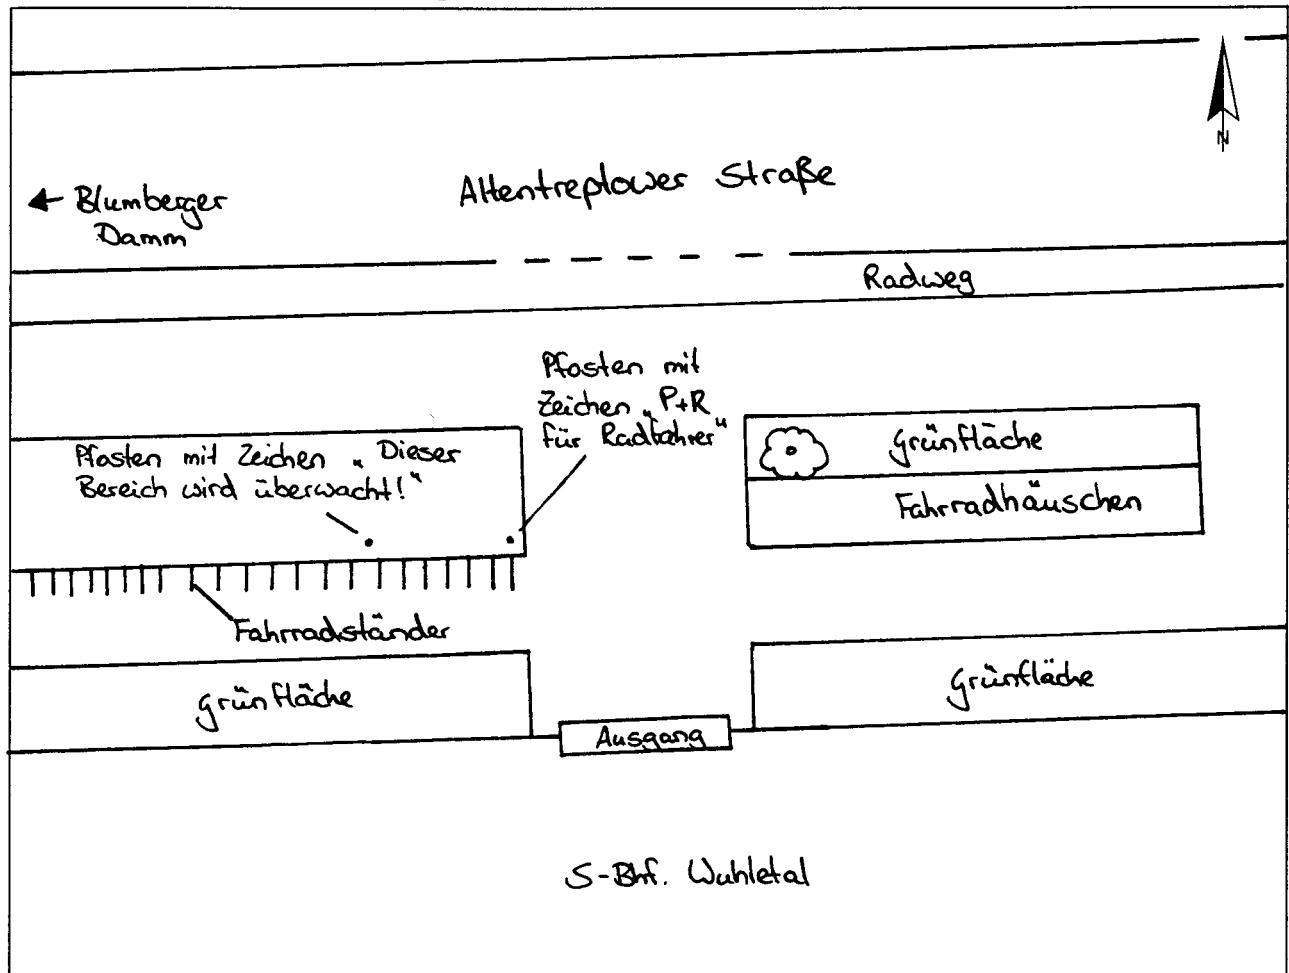 N
Altentreptower Straße
Blumberger
Damm
Radweg
Pfosten mit
Zeichen „P+R
für Radfahrer"
Pfosten mit Zeichen „Dieser
Bereich wird überwacht!"
Grünfläche
Fahrradhäuschen
Fahrradständer
Grünfläche
Grünfläche
Ausgang
S-Bhf. Wuhletal